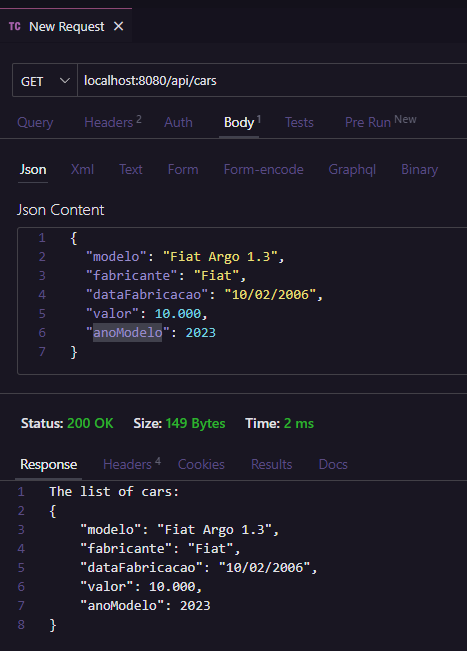 TC New Request ✕
GET localhost:8080/api/cars
Query Headers 2 Auth Body 1 Tests Pre Run New
Json Xml Text Form Form-encode Graphql Binary
Json Content
1 {
2 "modelo": "Fiat Argo 1.3",
3 "fabricante": "Fiat",
4 "dataFabricacao": "10/02/2006",
5 "valor": 10.000,
6 "anoModelo": 2023
7 }
Status: 200 OK Size: 149 Bytes Time: 2 ms
Response Headers 4 Cookies Results Docs
1 The list of cars:
2 {
3 "modelo": "Fiat Argo 1.3",
4 "fabricante": "Fiat",
5 "dataFabricacao": "10/02/2006",
6 "valor": 10.000,
7 "anoModelo": 2023
8 }